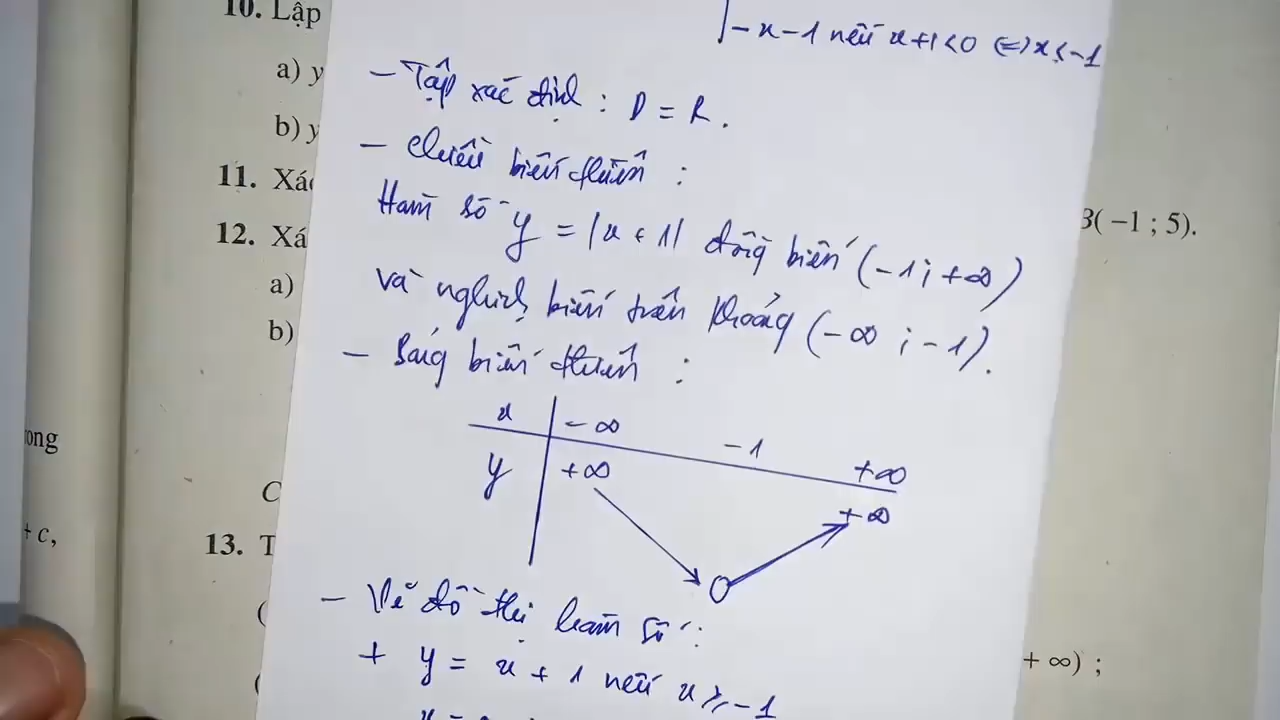 10. Lập
-x-1 nếu x+1<0 (=) x<-1
a) y
- Tập xác định : D = R.
b) y
- Chiều biến thiên :
11. Xác
Hàm số y = |x+1| đồng biến (-1; +∞)
B(-1 ; 5).
12. Xá
và nghịch biến trên khoảng (-∞ ; -1).
a)
b)
- Bảng biến thiên :
x -∞ -1 +∞
y +∞ 0 +∞
ong
C
+ c,
13. T
- Vẽ đồ thị hàm số :
(
+ y = x + 1 nếu x ≥ -1
+ ∞) ;
(